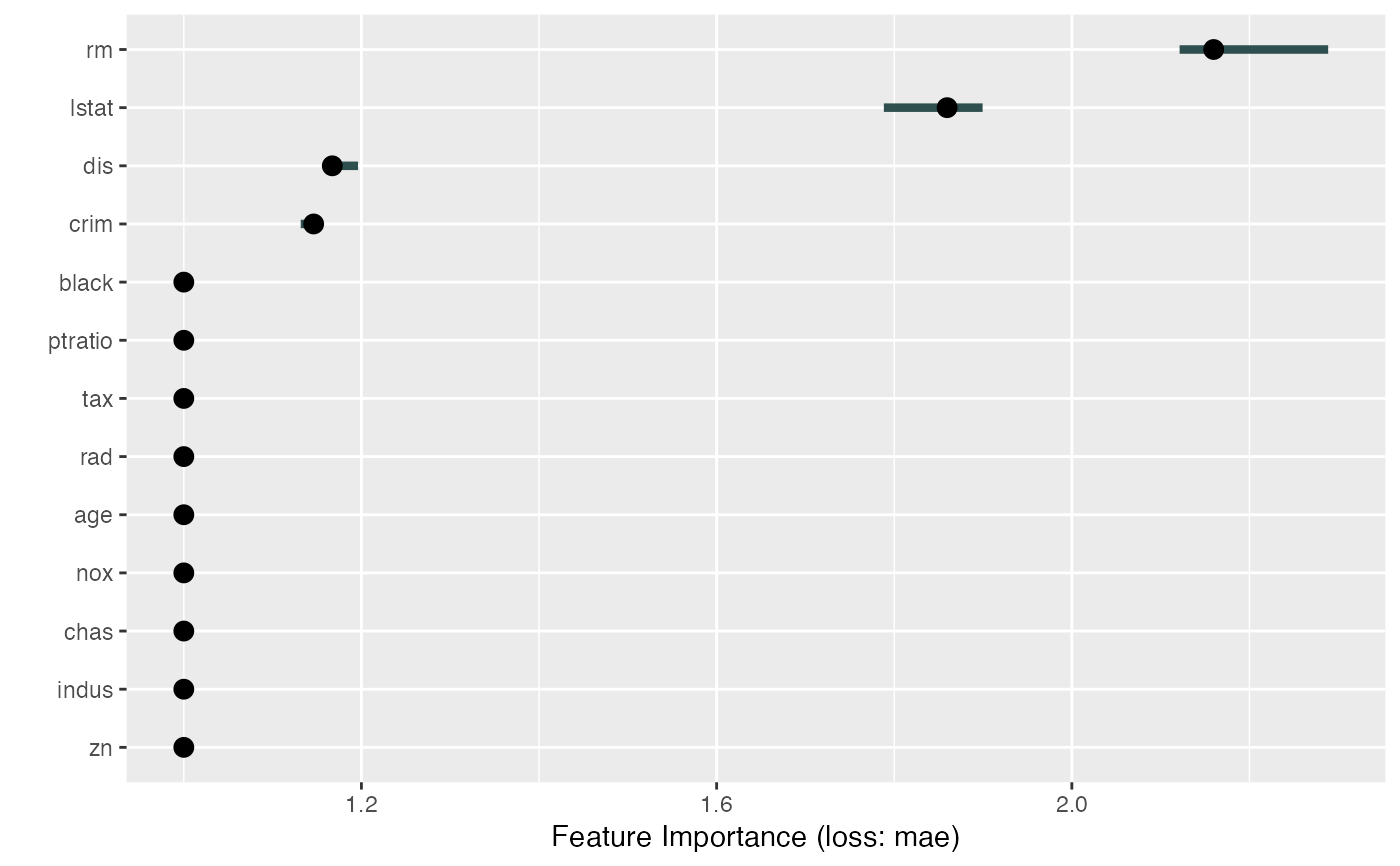 rm
lstat
dis
crim
black
ptratio
tax
rad
age
nox
chas
indus
zn
1.2 1.6 2.0
Feature Importance (loss: mae)